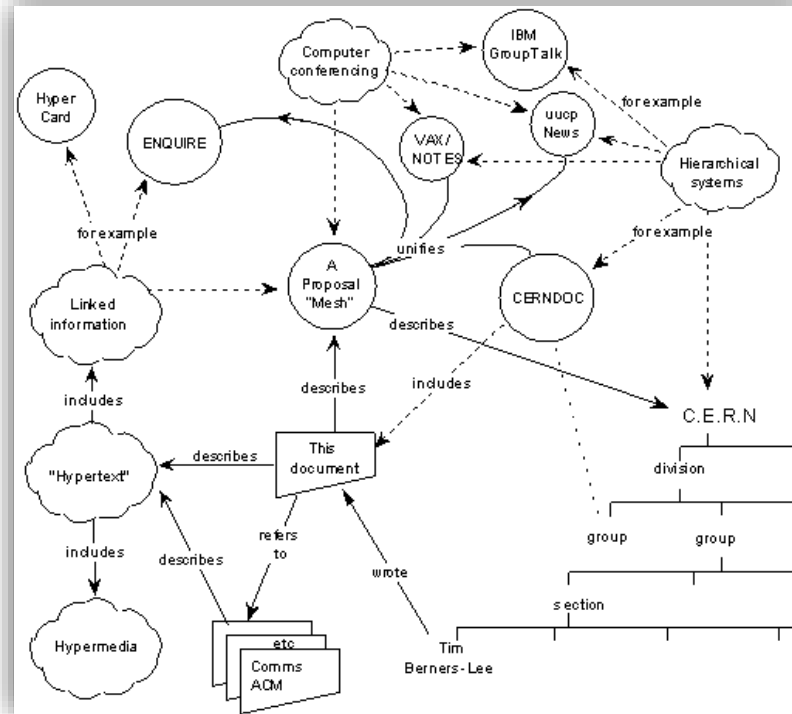 IBM
GroupTalk
Computer
conferencing
Hyper
Card
for example
uucp
News
ENQUIRE
VAX/
NOTES
Hierarchical
systems
for example
unifies
for example
A
Proposal
"Mesh"
CERNDOC
Linked
information
describes
includes
describes
includes
C.E.R.N
This
document
describes
division
"Hypertext"
refers
to
group
group
includes
describes
wrote
section
Hypermedia
etc
Tim
Berners-Lee
Comms
ACM